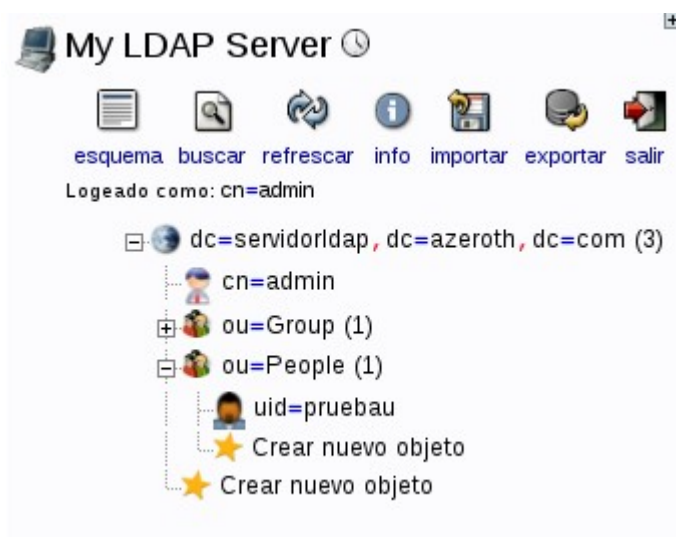 My LDAP Server
esquema buscar refrescar info importar exportar salir
Logeado como: cn=admin
dc=servidorldap, dc=azeroth, dc=com (3)
cn=admin
ou=Group (1)
ou=People (1)
uid=pruebau
Crear nuevo objeto
Crear nuevo objeto